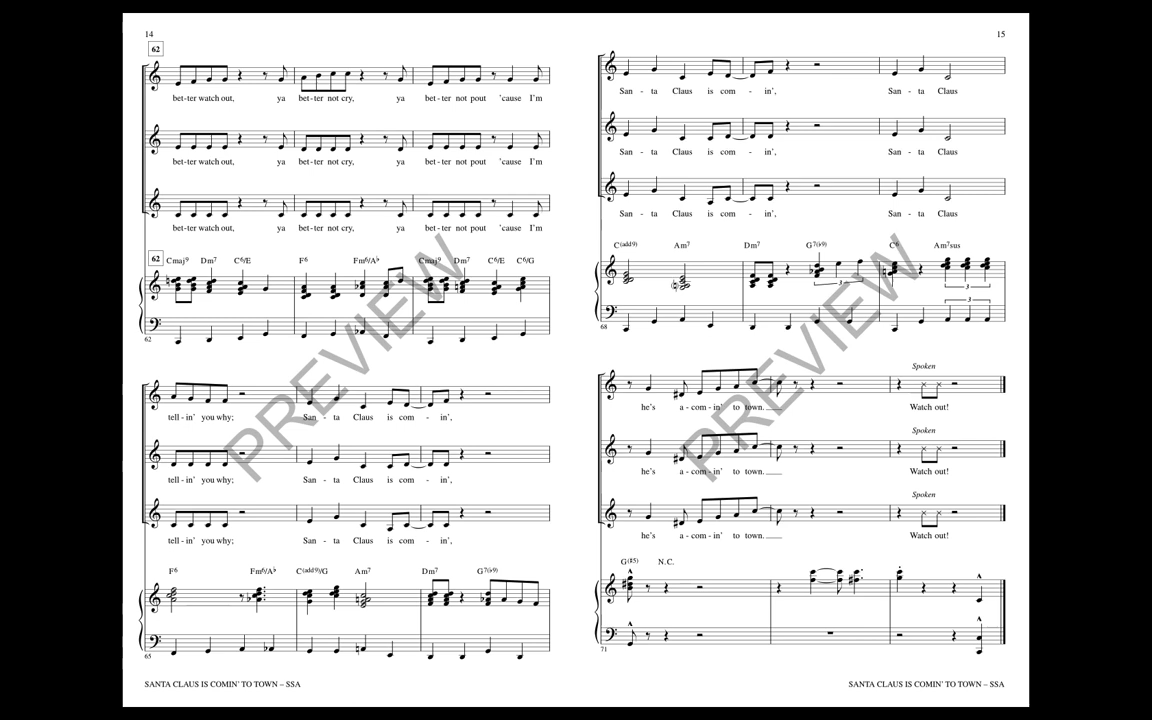 14
62
bet-ter watch out, ya bet-ter not cry, ya bet-ter not pout 'cause I'm
bet-ter watch out, ya bet-ter not cry, ya bet-ter not pout 'cause I'm
bet-ter watch out, ya bet-ter not cry, ya bet-ter not pout 'cause I'm
62 Cmaj9 Dm7 C6/E F6 Fm6/A♭ Cmaj9 Dm7 C6/E C6/G
62
tell-in' you why; San - ta Claus is com - in',
tell-in' you why; San - ta Claus is com - in',
tell-in' you why; San - ta Claus is com - in',
F6 Fm6/A♭ C(add9)/G Am7 Dm7 G7(♭9)
65
SANTA CLAUS IS COMIN' TO TOWN – SSA
PREVIEW
15
San - ta Claus is com - in', San - ta Claus
San - ta Claus is com - in', San - ta Claus
San - ta Claus is com - in', San - ta Claus
C(add9) Am7 Dm7 G7(♭9) C6 Am7sus
3 3
3
68
Spoken
he's a-com-in' to town. Watch out!
Spoken
he's a-com-in' to town. Watch out!
Spoken
he's a-com-in' to town. Watch out!
G(♯5) N.C.
71
SANTA CLAUS IS COMIN' TO TOWN – SSA
PREVIEW